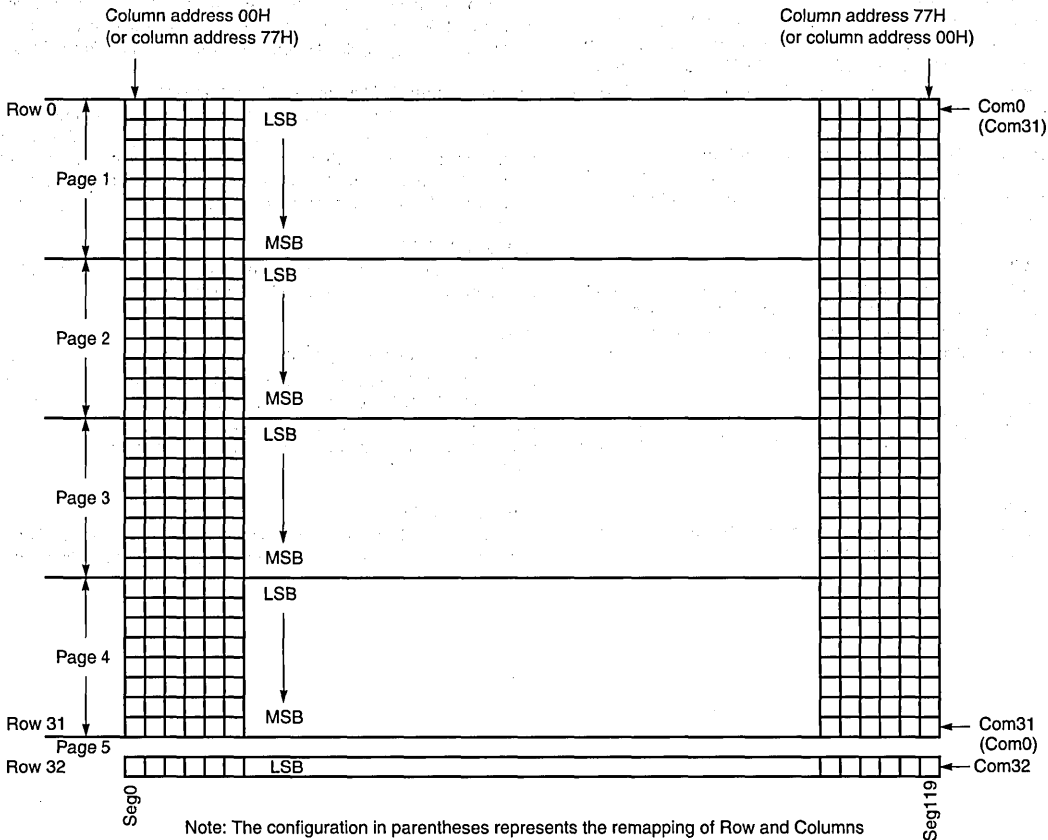 Column address 00H
(or column address 77H)
Column address 77H
(or column address 00H)
Row 0
Com0
(Com31)
LSB
Page 1
MSB
LSB
Page 2
MSB
LSB
Page 3
MSB
LSB
Page 4
MSB
Row 31
Com31
(Com0)
Page 5
Row 32
LSB
Com32
Seg0
Seg119
Note: The configuration in parentheses represents the remapping of Row and Columns